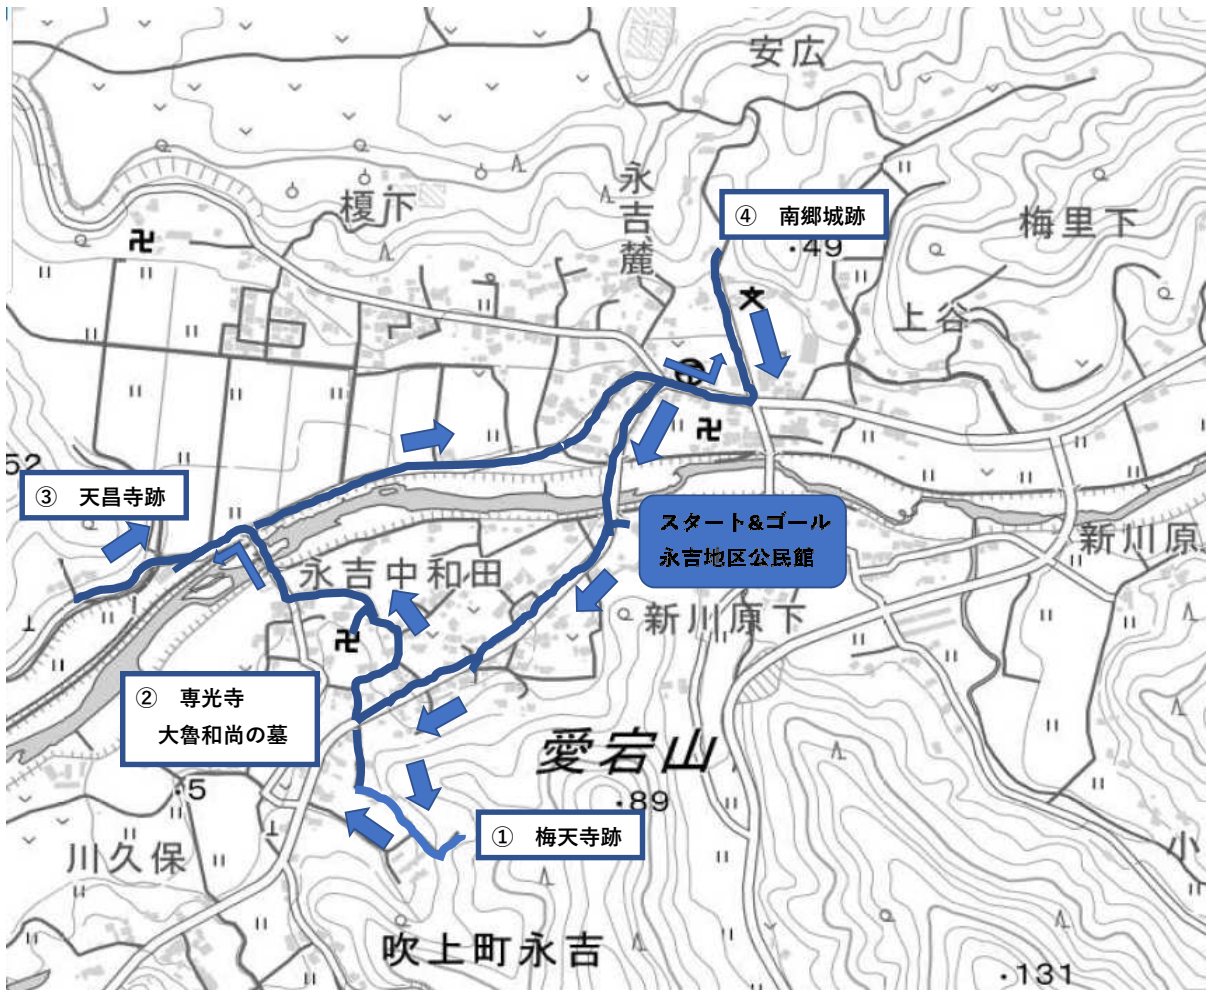 安広
永吉麓
榎下
④ 南郷城跡
・49
梅里下
上谷
52
③ 天昌寺跡
スタート&ゴール
永吉地区公民館
新川原
永吉中和田
新川原下
② 専光寺
大魯和尚の墓
愛宕山
・89
・5
① 梅天寺跡
川久保
小
吹上町永吉
・131